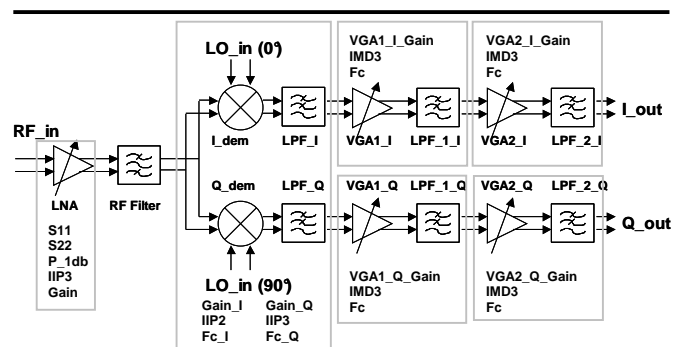 LO_in (0°)
VGA1_I_Gain
IMD3
Fc
VGA2_I_Gain
IMD3
Fc
I_out
RF_in
I_dem
LPF_I
VGA1_I
LPF_1_I
VGA2_I
LPF_2_I
LNA
RF Filter
Q_dem
LPF_Q
VGA1_Q
LPF_1_Q
VGA2_Q
LPF_2_Q
Q_out
S11
S22
P_1db
IIP3
Gain
LO_in (90°)
Gain_I
IIP2
Fc_I
Gain_Q
IIP3
Fc_Q
VGA1_Q_Gain
IMD3
Fc
VGA2_Q_Gain
IMD3
Fc